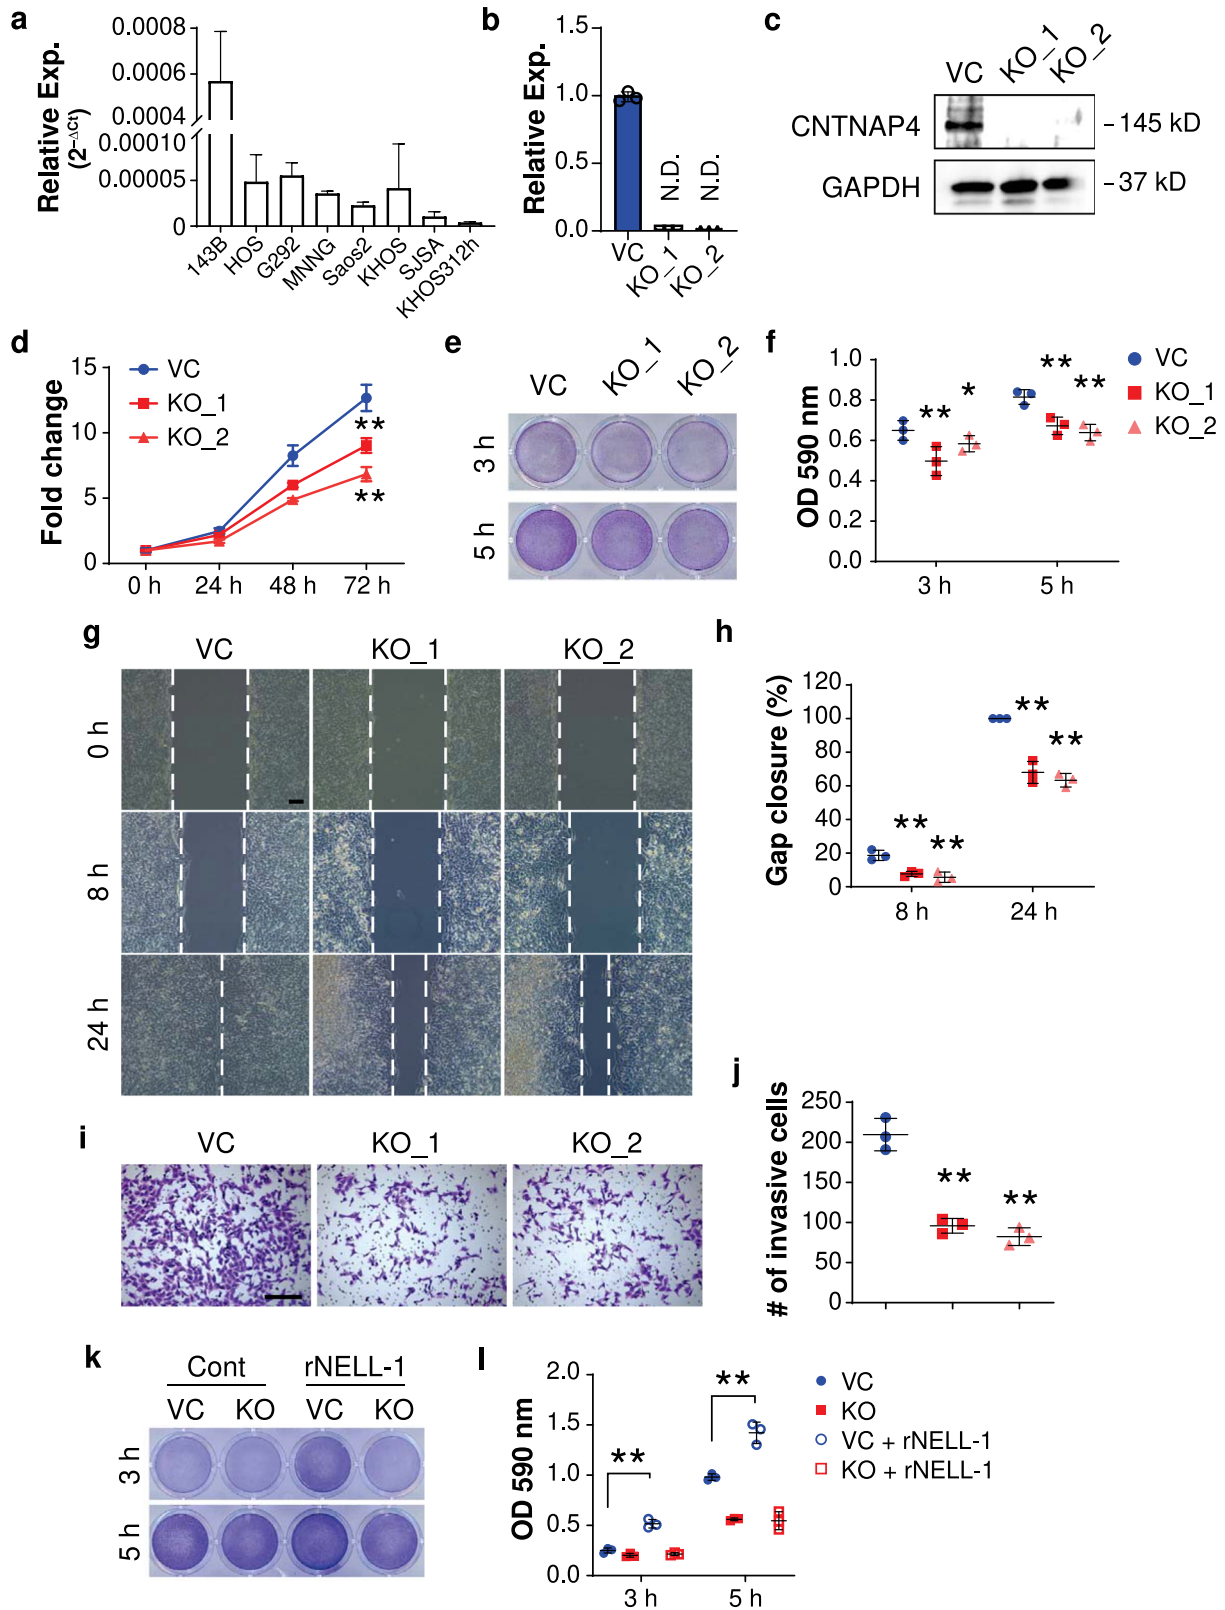 a
Relative Exp.
(2⁻ΔCt)
0.0008
0.0006
0.0004
0.00010
0.00005
0
143B
HOS
G292
MNNG
Saos2
KHOS
SJSA
KHOS312h
b
Relative Exp.
1.0
0.5
0.0
N.D.
N.D.
VC
KO_1
KO_2
c
VC
KO_1
KO_2
CNTNAP4
-145 kD
GAPDH
-37 kD
d
Fold change
15
10
5
0
VC
KO_1
KO_2
**
**
0 h
24 h
48 h
72 h
e
VC
KO_1
KO_2
3 h
5 h
f
OD 590 nm
1.0
0.8
0.6
0.4
0.2
0.0
**
*
**
**
3 h
5 h
VC
KO_1
KO_2
g
VC
KO_1
KO_2
0 h
8 h
24 h
h
Gap closure (%)
120
100
80
60
40
20
0
**
**
**
**
8 h
24 h
i
VC
KO_1
KO_2
j
# of invasive cells
250
200
150
100
50
0
**
**
k
Cont
rNELL-1
VC
KO
VC
KO
3 h
5 h
l
OD 590 nm
2.0
1.5
1.0
0.5
0.0
**
**
3 h
5 h
VC
KO
VC + rNELL-1
KO + rNELL-1